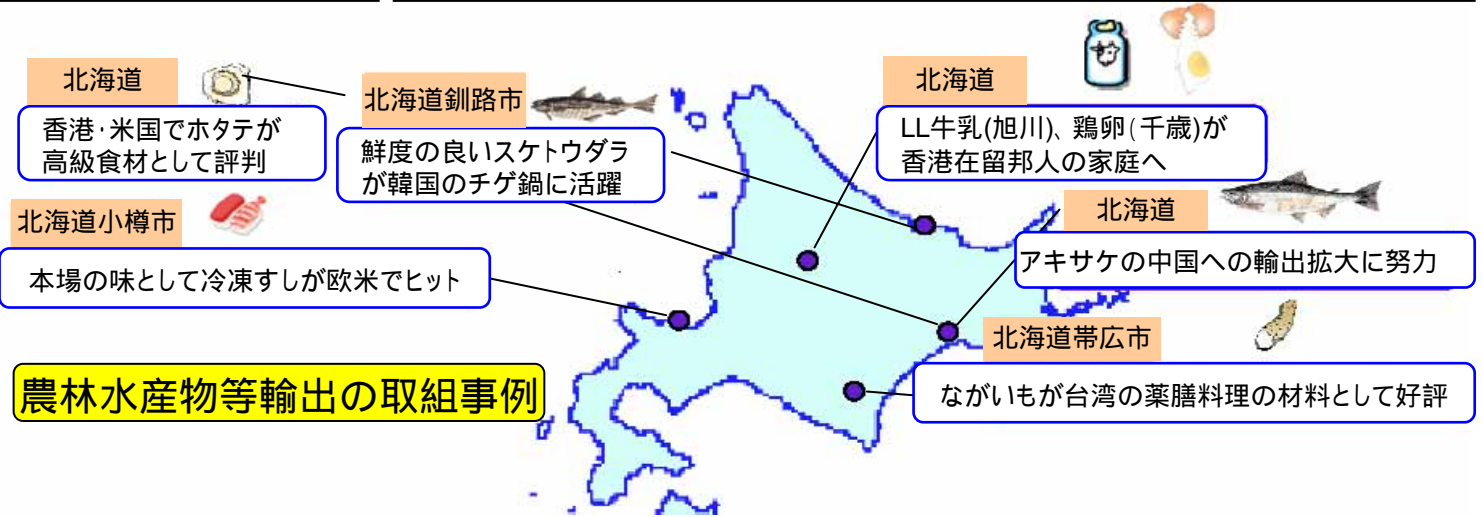 北海道
香港・米国でホタテが
高級食材として評判
北海道釧路市
鮮度の良いスケトウダラ
が韓国のチゲ鍋に活躍
北海道
LL牛乳(旭川)、鶏卵(千歳)が
香港在留邦人の家庭へ
北海道小樽市
本場の味として冷凍すしが欧米でヒット
北海道
アキサケの中国への輸出拡大に努力
北海道帯広市
ながいもが台湾の薬膳料理の材料として好評
農林水産物等輸出の取組事例